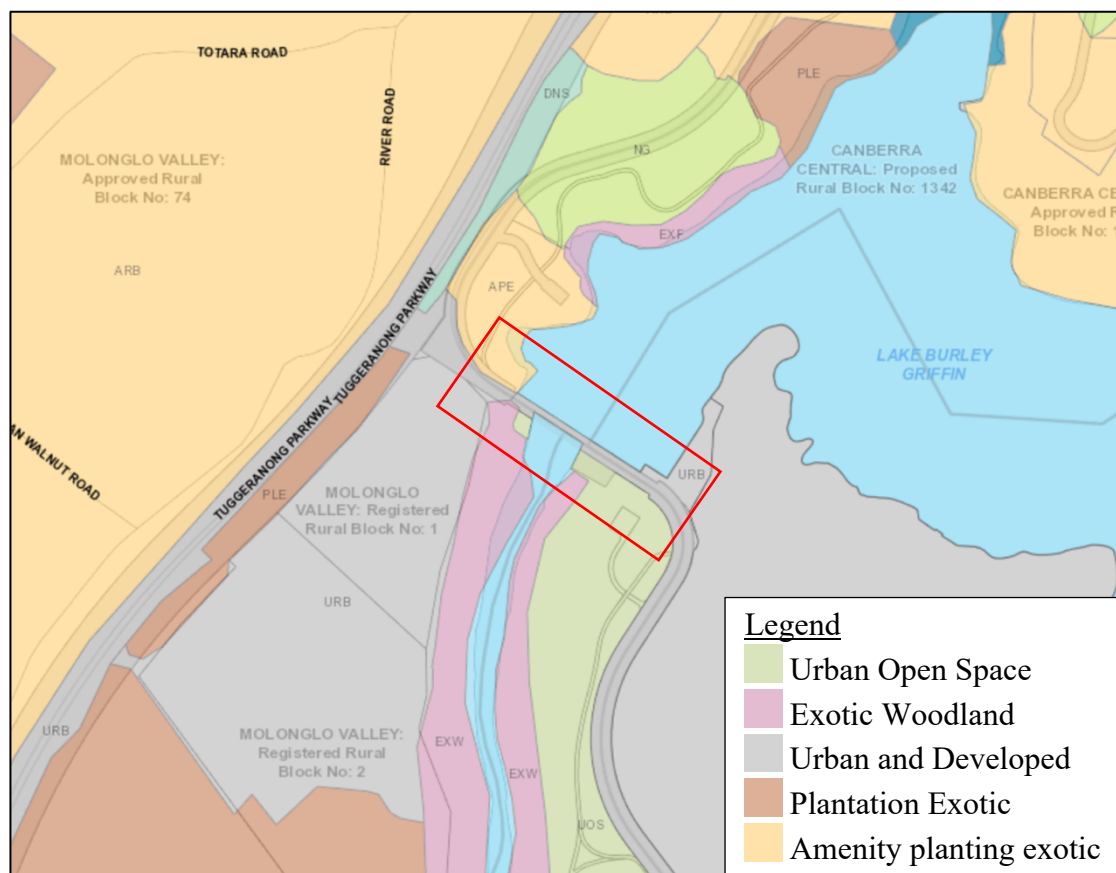 TOTARA ROAD
RIVER ROAD
MOLONGLO VALLEY:
Approved Rural
Block No: 74
ARB
DNS
NG
PLE
CANBERRA
CENTRAL: Proposed
Rural Block No: 1342
CANBERRA CE
Approved R
Block No: 1
EXF
APE
TUGGERANONG PARKWAY
LAKE BURLEY
GRIFFIN
TUGGERANONG PARKWAY
AN WALNUT ROAD
PLE
MOLONGLO
VALLEY: Registered
Rural Block No: 1
URB
URB
URB
MOLONGLO VALLEY:
Registered Rural
Block No: 2
EXW
EXW
UOS
Legend
Urban Open Space
Exotic Woodland
Urban and Developed
Plantation Exotic
Amenity planting exotic